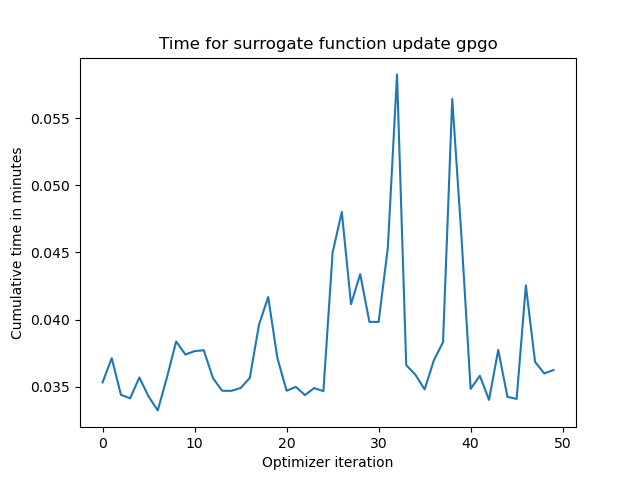 Time for surrogate function update gpgo
Cumulative time in minutes
0.055
0.050
0.045
0.040
0.035
0 10 20 30 40 50
Optimizer iteration